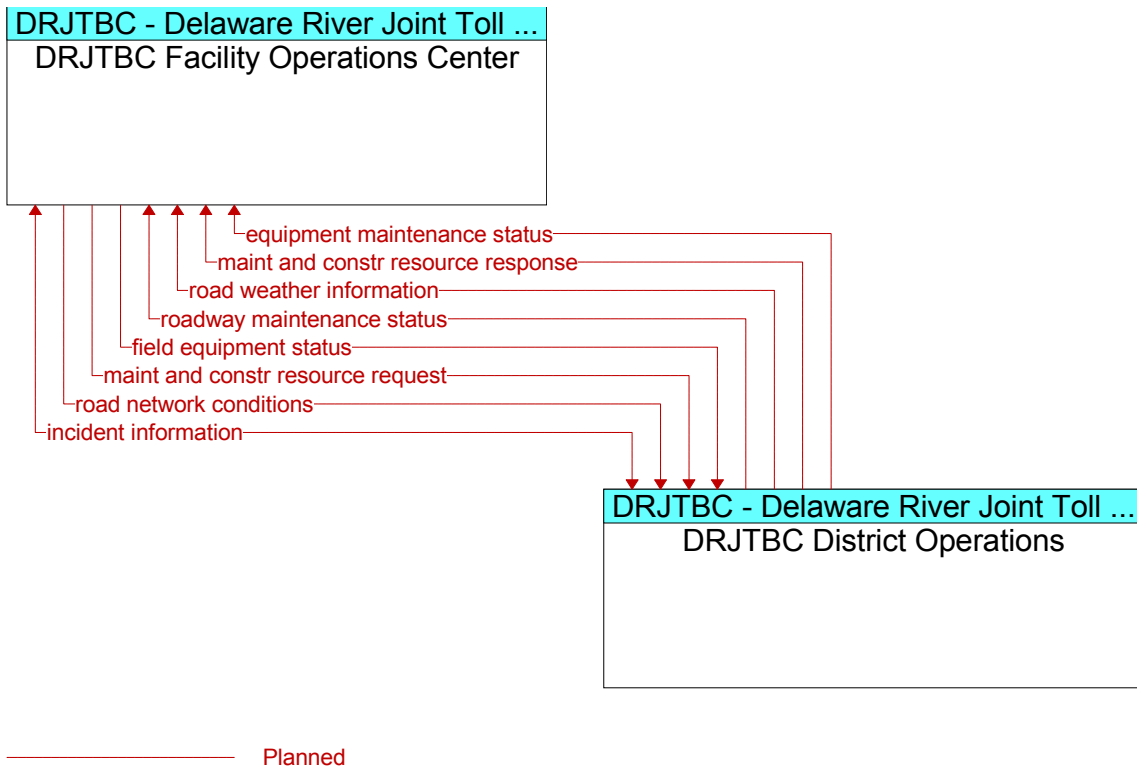 DRJTBC - Delaware River Joint Toll ...
DRJTBC Facility Operations Center
equipment maintenance status
maint and constr resource response
road weather information
roadway maintenance status
field equipment status
maint and constr resource request
road network conditions
incident information
DRJTBC - Delaware River Joint Toll ...
DRJTBC District Operations
Planned